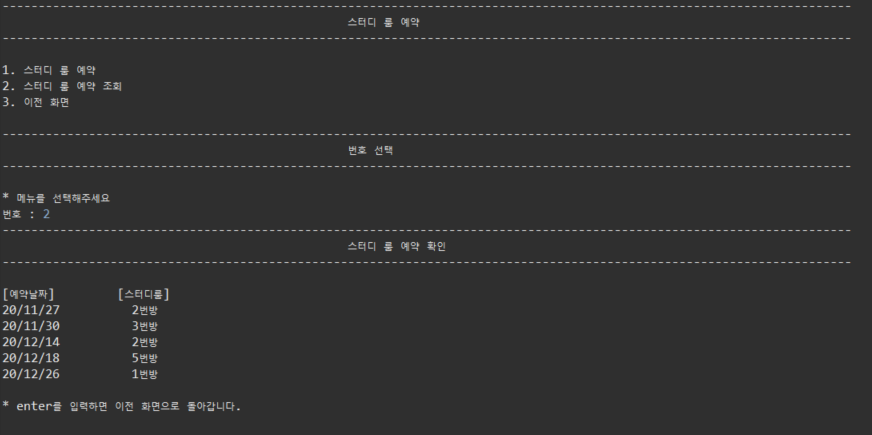 ----------------------------------------------------------------------------------------------------------------------
스터디 룸 예약
----------------------------------------------------------------------------------------------------------------------
1. 스터디 룸 예약
2. 스터디 룸 예약 조회
3. 이전 화면
----------------------------------------------------------------------------------------------------------------------
번호 선택
----------------------------------------------------------------------------------------------------------------------
* 메뉴를 선택해주세요
번호 : 2
----------------------------------------------------------------------------------------------------------------------
스터디 룸 예약 확인
----------------------------------------------------------------------------------------------------------------------
[예약날짜] [스터디룸]
20/11/27 2번방
20/11/30 3번방
20/12/14 2번방
20/12/18 5번방
20/12/26 1번방
* enter를 입력하면 이전 화면으로 돌아갑니다.